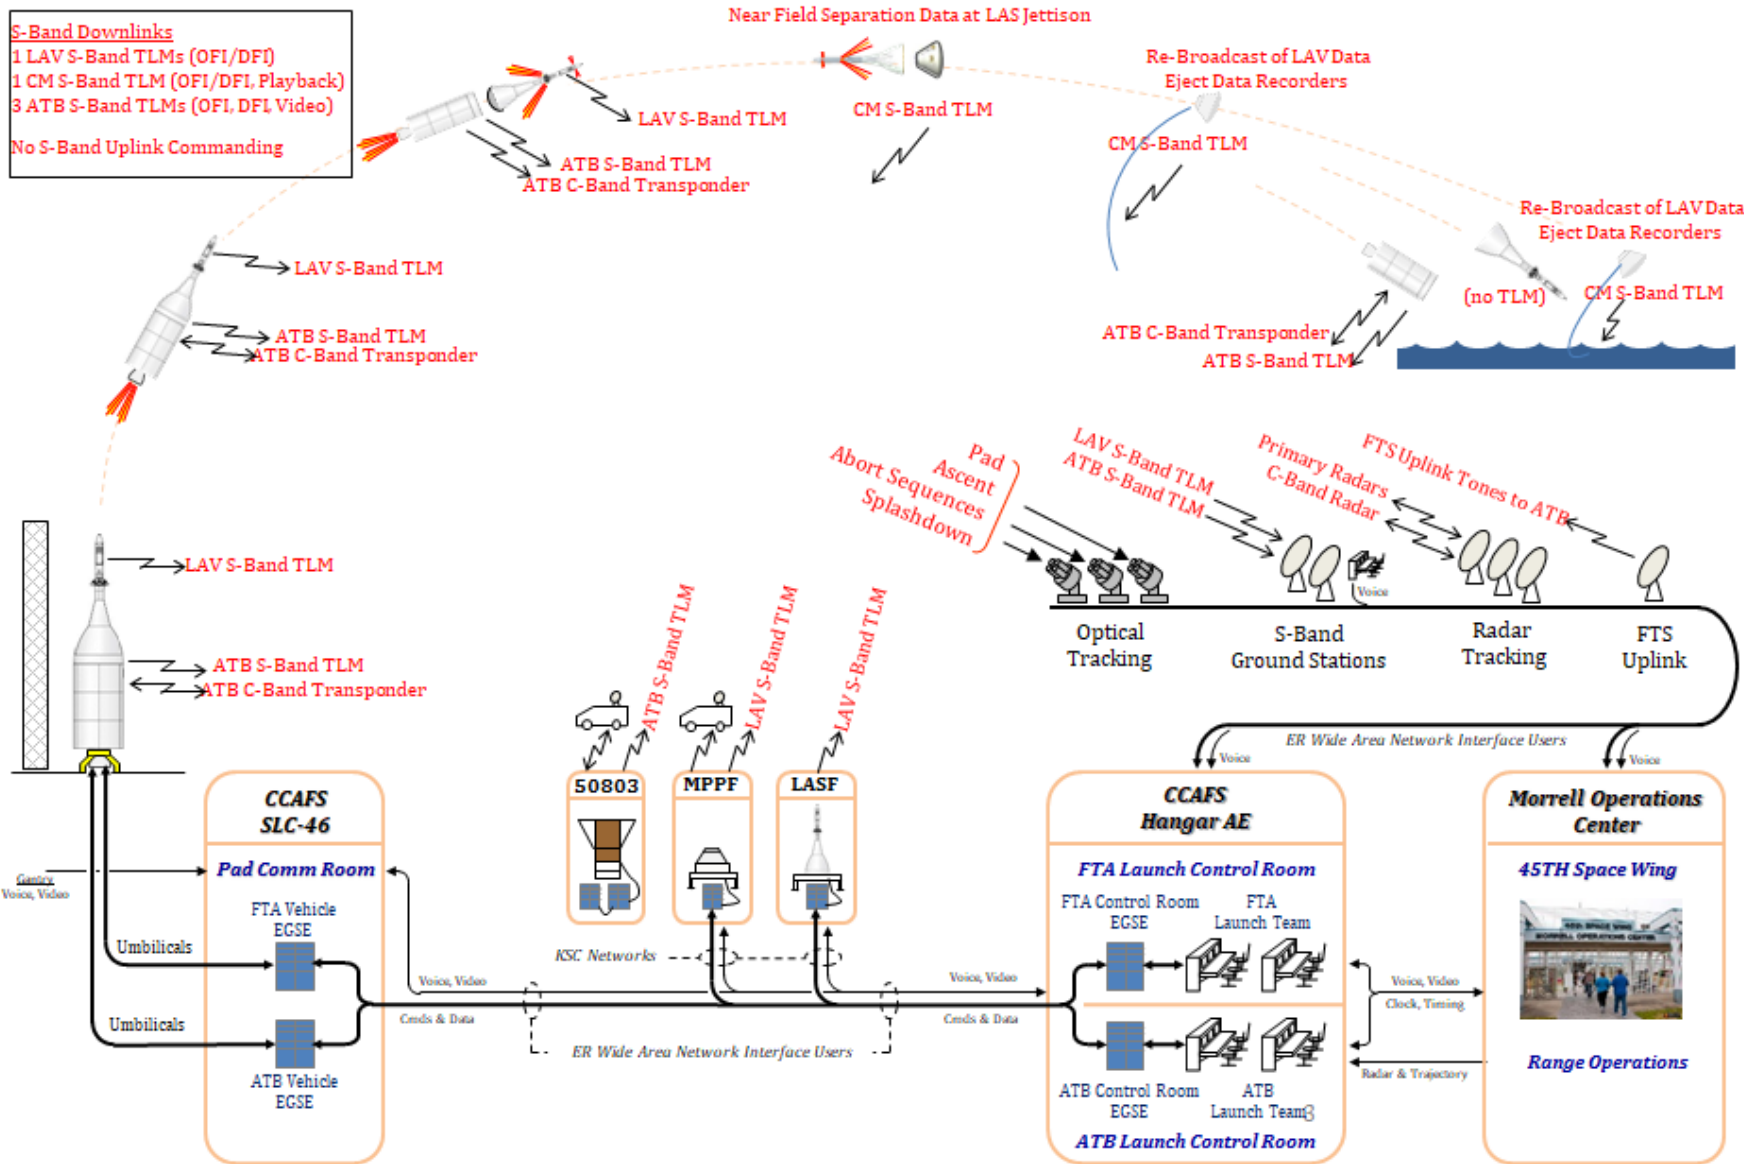 S-Band Downlinks
1 LAV S-Band TLMs (OFI/DFI)
1 CM S-Band TLM (OFI/DFI, Playback)
3 ATB S-Band TLMs (OFI, DFI, Video)
No S-Band Uplink Commanding
Near Field Separation Data at LAS Jettison
LAV S-Band TLM
ATB S-Band TLM
ATB C-Band Transponder
CM S-Band TLM
Re-Broadcast of LAV Data
Eject Data Recorders
CM S-Band TLM
Re-Broadcast of LAV Data
Eject Data Recorders
(no TLM)
CM S-Band TLM
ATB C-Band Transponder
ATB S-Band TLM
LAV S-Band TLM
ATB S-Band TLM
ATB C-Band Transponder
LAV S-Band TLM
ATB S-Band TLM
ATB C-Band Transponder
Pad
Ascent
Abort Sequences
Splashdown
LAV S-Band TLM
ATB S-Band TLM
Primary Radars
C-Band Radar
FTS Uplink Tones to ATB
Voice
Optical
Tracking
S-Band
Ground Stations
Radar
Tracking
FTS
Uplink
ATB S-Band TLM
LAV S-Band TLM
LAV S-Band TLM
ER Wide Area Network Interface Users
Voice
Voice
50803
MPPF
LASF
CCAFS
SLC-46
Pad Comm Room
Gantry
Voice, Video
FTA Vehicle
EGSE
Umbilicals
Umbilicals
ATB Vehicle
EGSE
KSC Networks
Voice, Video
Cmds & Data
ER Wide Area Network Interface Users
Voice, Video
Cmds & Data
CCAFS
Hangar AE
FTA Launch Control Room
FTA Control Room
EGSE
FTA
Launch Team
ATB Control Room
EGSE
ATB
Launch Team
8
ATB Launch Control Room
Voice, Video
Clock, Timing
Radar & Trajectory
Morrell Operations
Center
45TH Space Wing
45th SPACE WING
MORRELL OPERATIONS CENTER
Range Operations